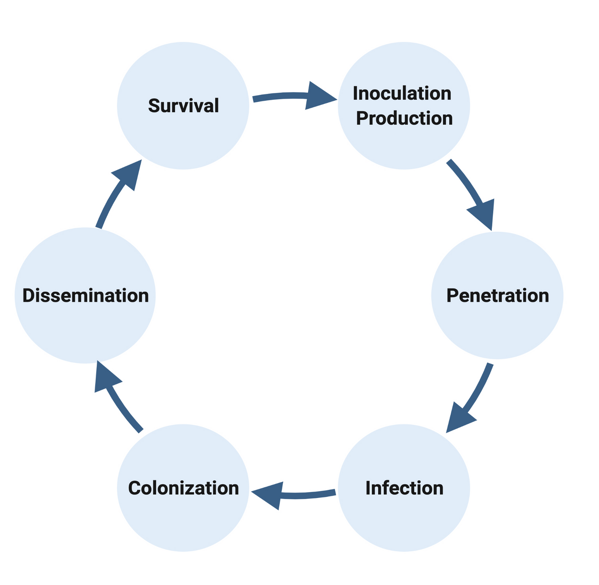 Survival
Inoculation
Production
Penetration
Infection
Colonization
Dissemination